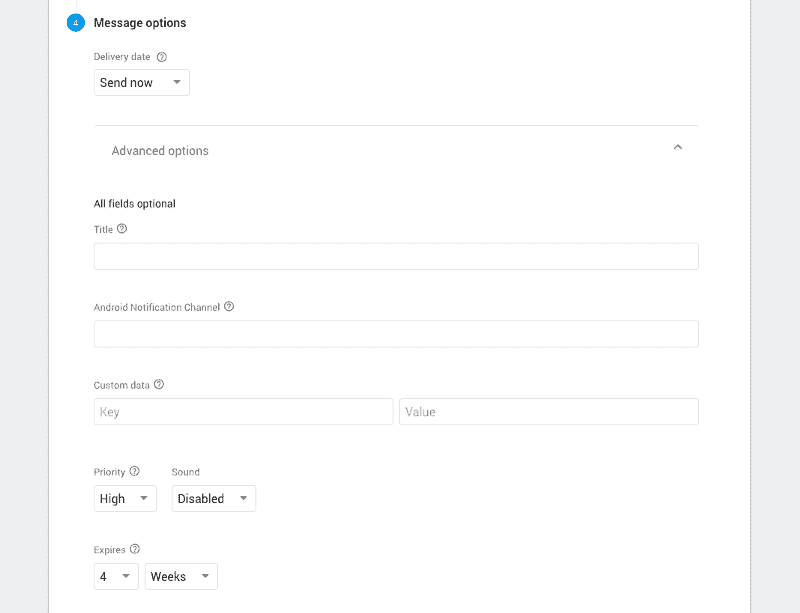 4 Message options
Delivery date ?
Send now
Advanced options
All fields optional
Title ?
Android Notification Channel ?
Custom data ?
Key Value
Priority ? Sound
High Disabled
Expires ?
4 Weeks